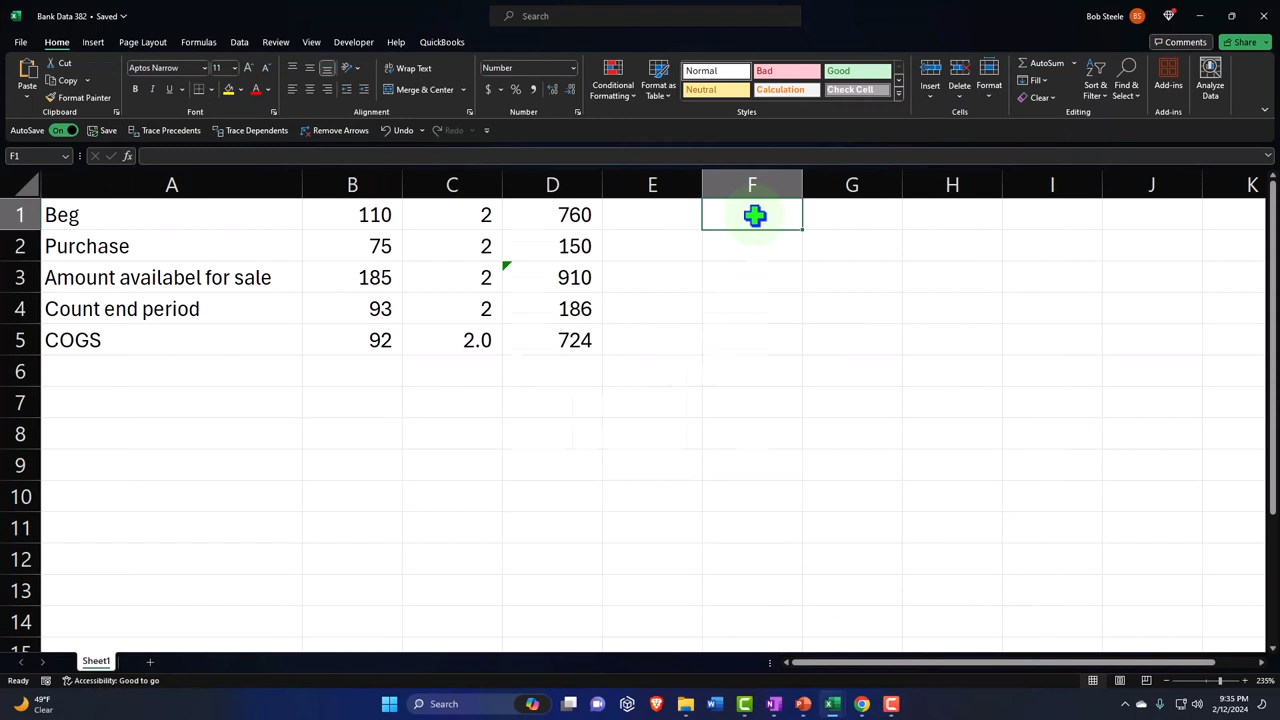 Bank Data 382 • Saved
Search
Bob Steele
BS
File Home Insert Page Layout Formulas Data Review View Developer Help QuickBooks
Comments
Share
Paste
Cut
Copy
Format Painter
Clipboard
Aptos Narrow
11
B I U
Font
Wrap Text
Merge & Center
Alignment
Number
$ % ,
Number
Conditional Formatting
Format as Table
Normal
Bad
Good
Neutral
Calculation
Check Cell
Styles
Insert
Delete
Format
Cells
AutoSum
Fill
Clear
Sort & Filter
Find & Select
Editing
Add-ins
Add-ins
Analyze Data
AutoSave On Save Trace Precedents Trace Dependents Remove Arrows Undo Redo
F1
fx
A B C D E F G H I J K
1 Beg 110 2 760
2 Purchase 75 2 150
3 Amount availabel for sale 185 2 910
4 Count end period 93 2 186
5 COGS 92 2.0 724
6
7
8
9
10
11
12
13
14
15
Sheet1
Ready
Accessibility: Good to go
235%
49°F
Clear
Search
9:35 PM
2/12/2024